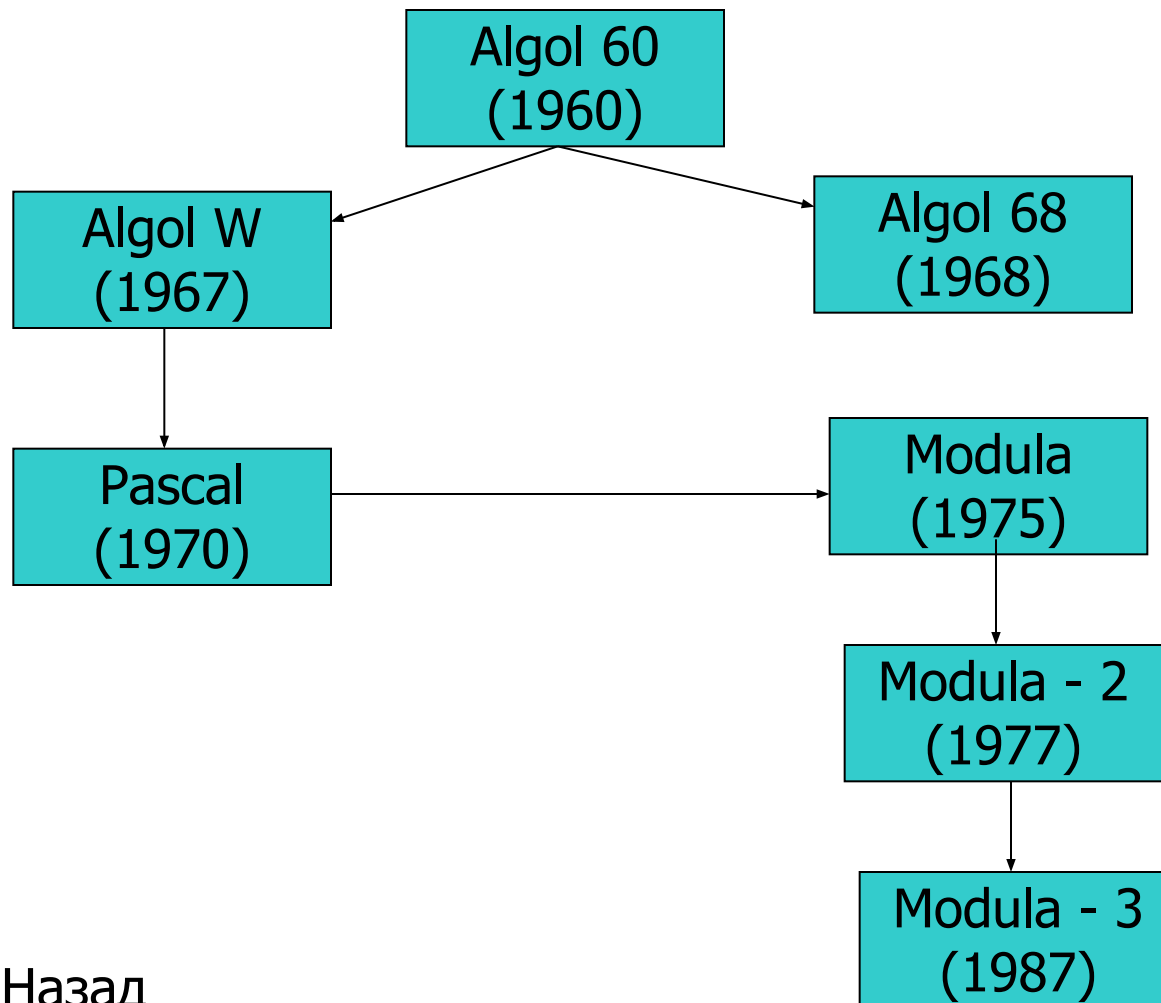 Algol 60
(1960)
Algol W
(1967)
Algol 68
(1968)
Pascal
(1970)
Modula
(1975)
Modula - 2
(1977)
Modula - 3
(1987)
Назад